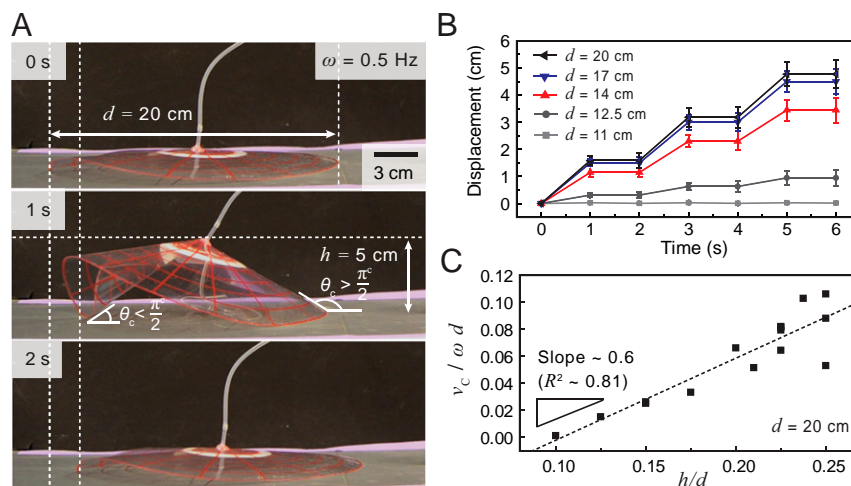 A
0 s
ω = 0.5 Hz
d = 20 cm
3 cm
1 s
h = 5 cm
θc < πᶜ/2
θc > πᶜ/2
2 s
B
Displacement (cm)
6
5
4
3
2
1
0
d = 20 cm
d = 17 cm
d = 14 cm
d = 12.5 cm
d = 11 cm
0 1 2 3 4 5 6
Time (s)
C
vC / ω d
0.12
0.10
0.08
0.06
0.04
0.02
0.00
Slope ~ 0.6
(R² ~ 0.81)
d = 20 cm
0.10 0.15 0.20 0.25
h/d